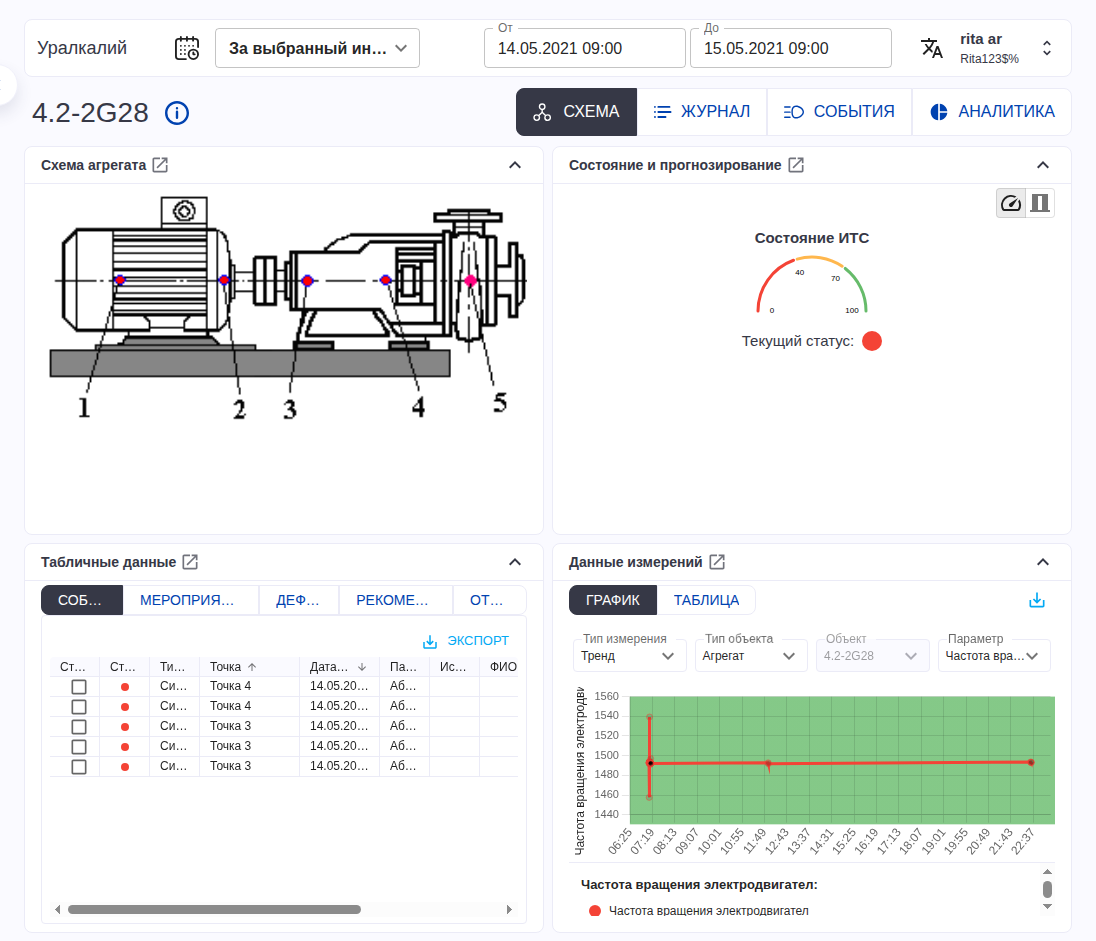 Уралкалий
За выбранный ин…
От
14.05.2021 09:00
До
15.05.2021 09:00
rita ar
Rita123$%
4.2-2G28
СХЕМА
ЖУРНАЛ
СОБЫТИЯ
АНАЛИТИКА
Схема агрегата
1
2
3
4
5
Состояние и прогнозирование
Состояние ИТС
0
40
70
100
Текущий статус:
Табличные данные
СОБ…
МЕРОПРИЯ…
ДЕФ…
РЕКОМЕ…
ОТ…
ЭКСПОРТ
Ст… Ст… Ти… Точка Дата… Па… Ис… ФИО
Си… Точка 4 14.05.20… Аб…
Си… Точка 4 14.05.20… Аб…
Си… Точка 3 14.05.20… Аб…
Си… Точка 3 14.05.20… Аб…
Си… Точка 3 14.05.20… Аб…
Данные измерений
ГРАФИК
ТАБЛИЦА
Тип измерения
Тренд
Тип объекта
Агрегат
Объект
4.2-2G28
Параметр
Частота вра…
Частота вращения электродв
1560
1540
1520
1500
1480
1460
1440
06:25
07:19
08:13
09:07
10:01
10:55
11:49
12:43
13:37
14:31
15:25
16:19
17:13
18:07
19:01
19:55
20:49
21:43
22:37
Частота вращения электродвигател:
Частота вращения электродвигател